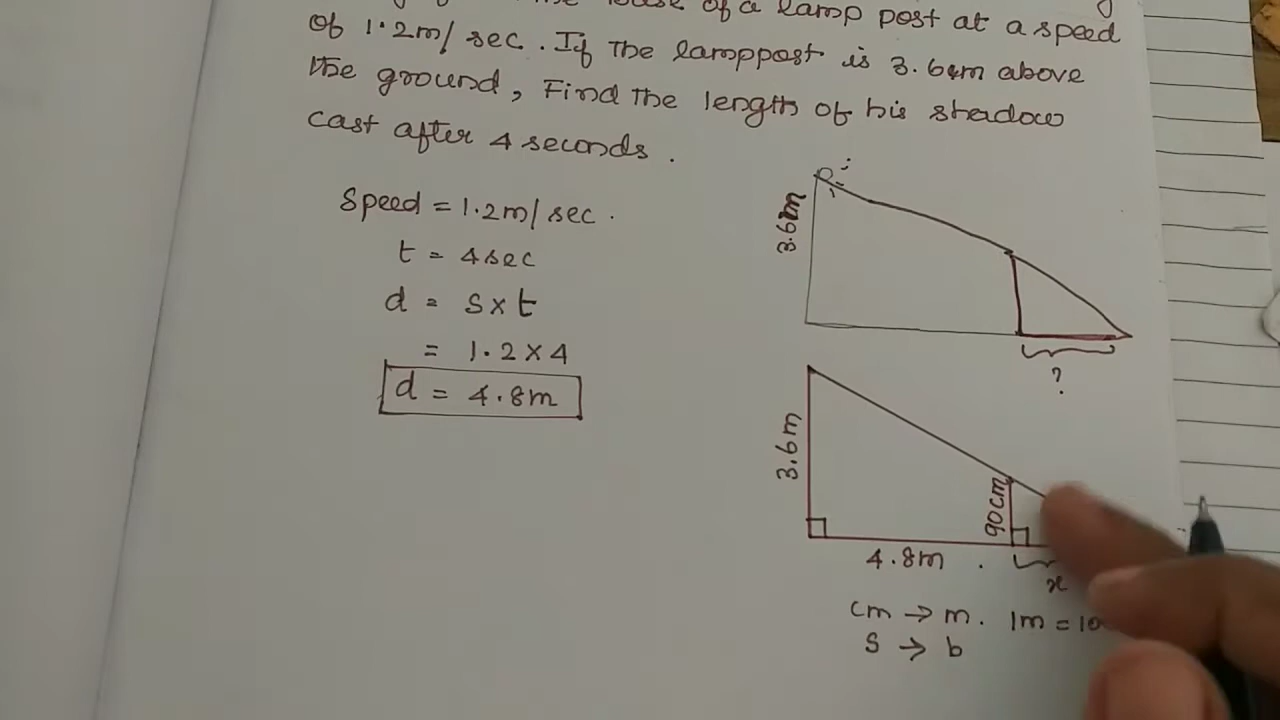 of a lamp post at a speed
of 1.2m/sec. If the lamppost is 3.6m above
the ground, Find the length of his shadow
cast after 4 seconds.
Speed = 1.2m/sec.
t = 4sec
d = s×t
= 1.2×4
d = 4.8m
3.6m
?
3.6m
90cm
4.8m
x
cm → m. 1m = 10
s → b